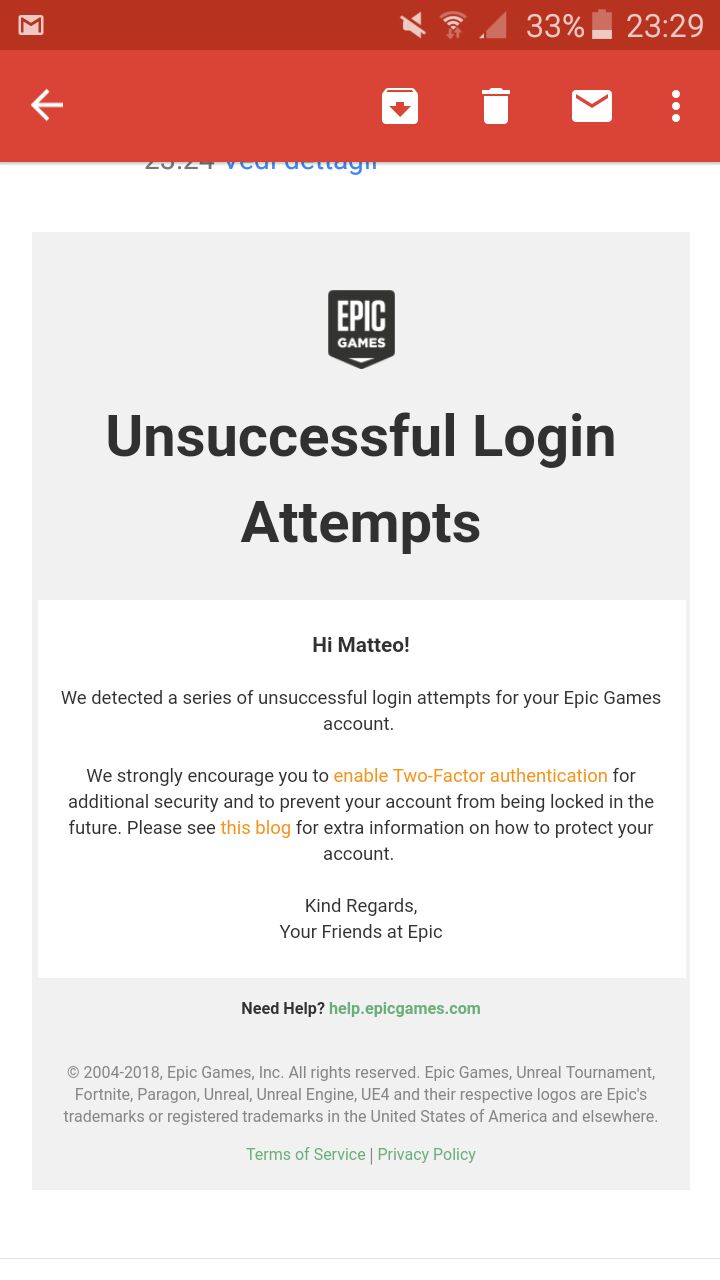 33% 23:29
23:24 Vedi dettagli
EPIC
GAMES
Unsuccessful Login
Attempts
Hi Matteo!
We detected a series of unsuccessful login attempts for your Epic Games
account.
We strongly encourage you to enable Two-Factor authentication for
additional security and to prevent your account from being locked in the
future. Please see this blog for extra information on how to protect your
account.
Kind Regards,
Your Friends at Epic
Need Help? help.epicgames.com
© 2004-2018, Epic Games, Inc. All rights reserved. Epic Games, Unreal Tournament,
Fortnite, Paragon, Unreal, Unreal Engine, UE4 and their respective logos are Epic's
trademarks or registered trademarks in the United States of America and elsewhere.
Terms of Service | Privacy Policy